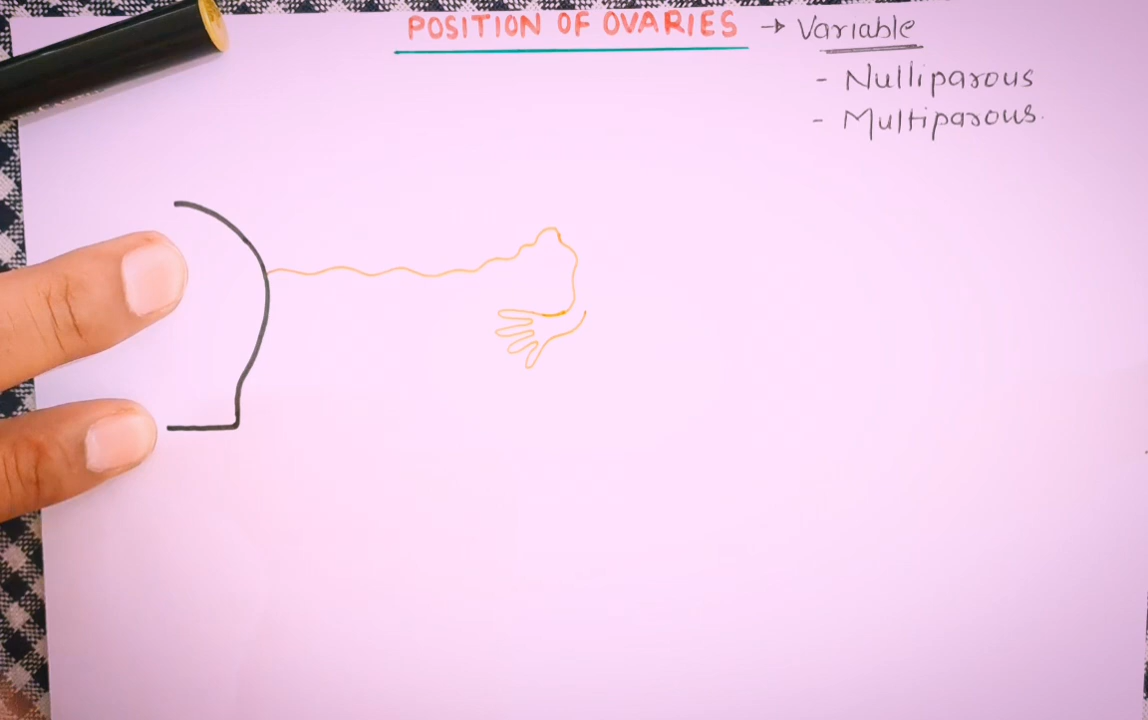 POSITION OF OVARIES → Variable
- Nulliparous
- Multiparous.